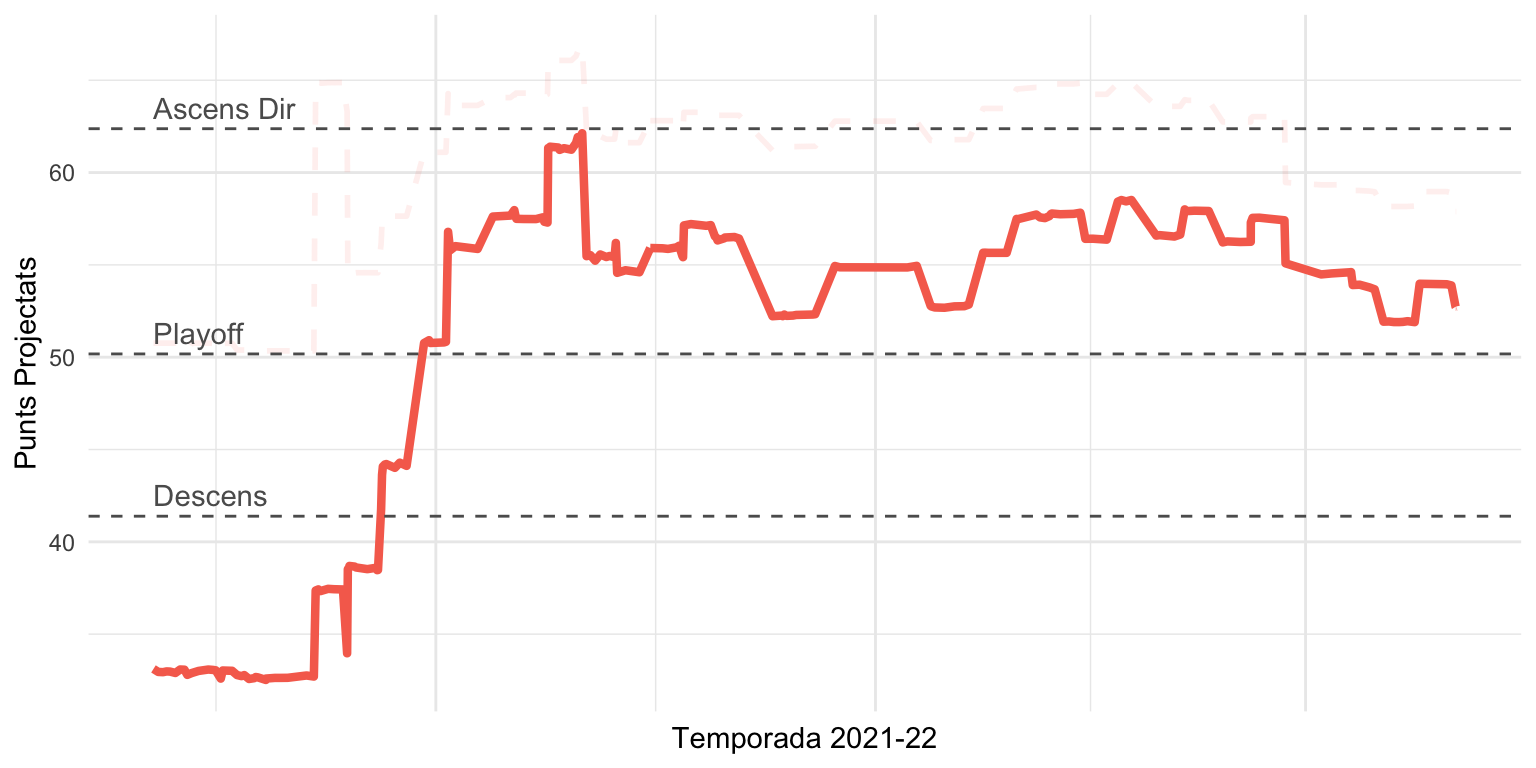 Ascens Dir
60
Playoff
50
Descens
40
Punts Projectats
Temporada 2021-22